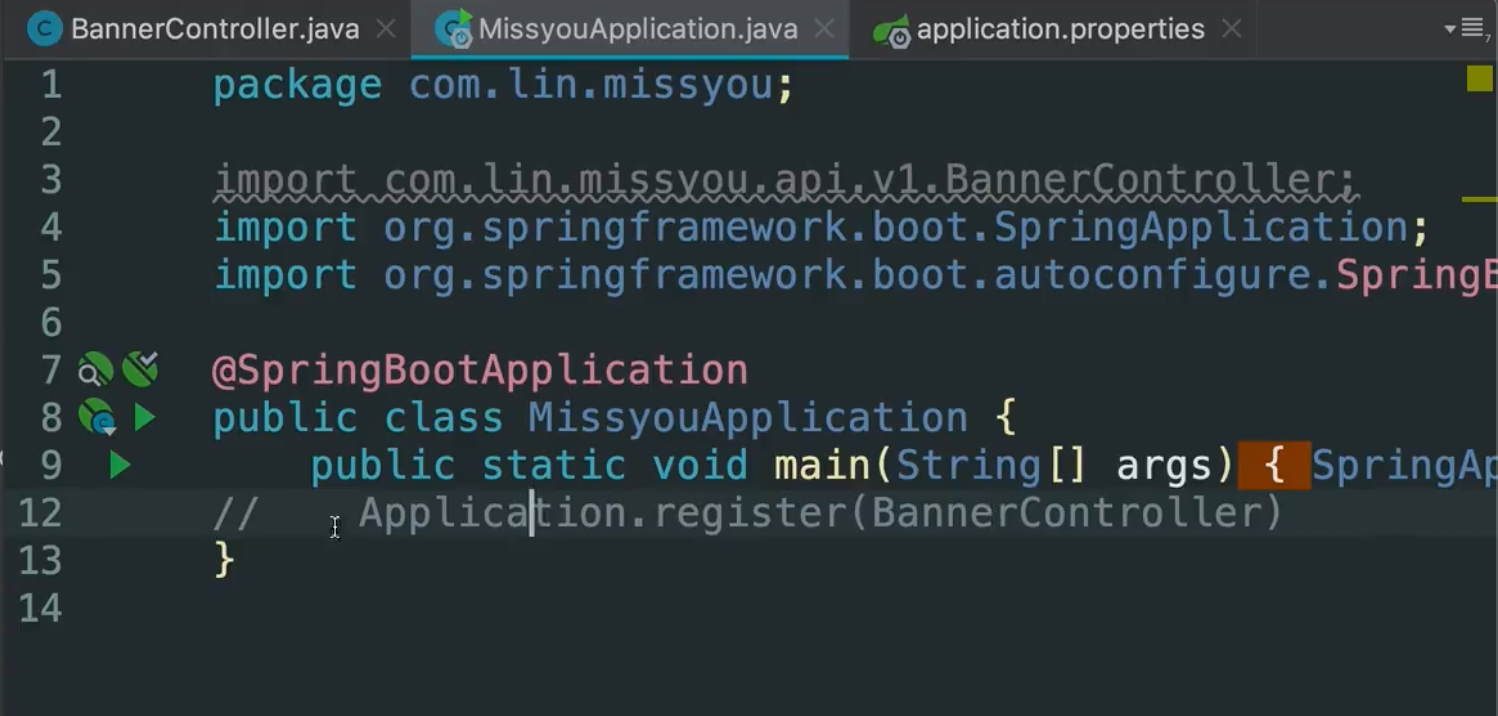 BannerController.java MissyouApplication.java application.properties
1 package com.lin.missyou;
2
3 import com.lin.missyou.api.v1.BannerController;
4 import org.springframework.boot.SpringApplication;
5 import org.springframework.boot.autoconfigure.SpringB
6
7 @SpringBootApplication
8 public class MissyouApplication {
9 public static void main(String[] args) { SpringAp
12 // Application.register(BannerController)
13 }
14